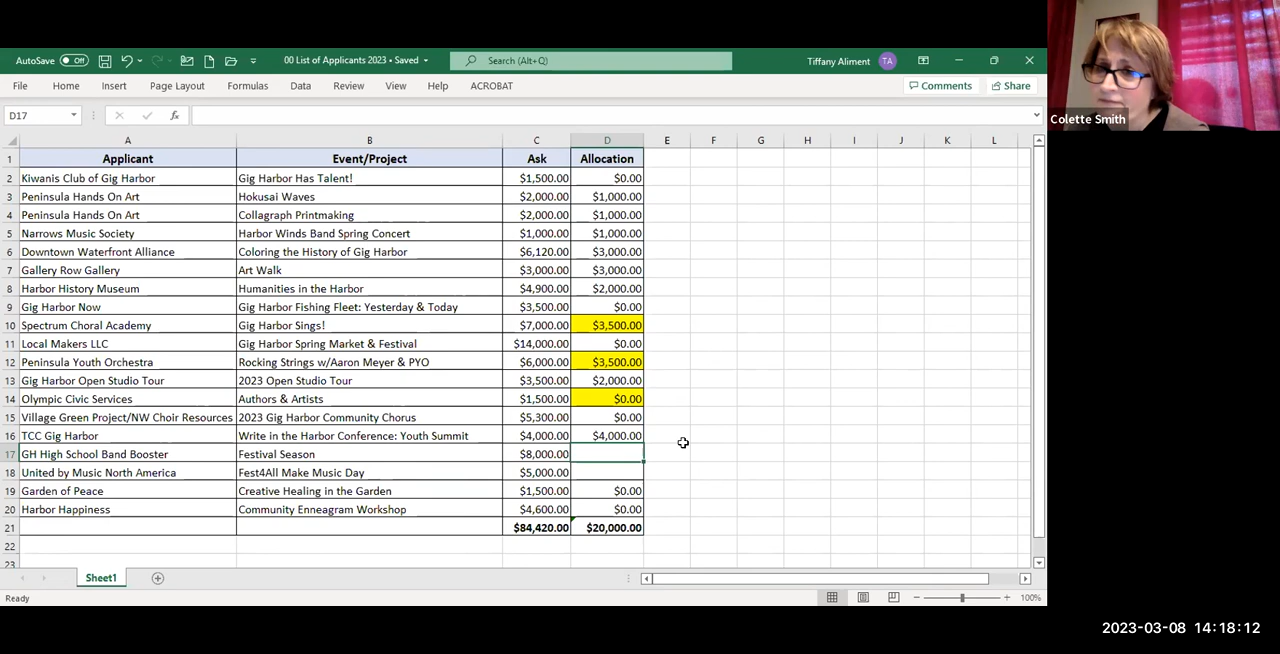 AutoSave Off 00 List of Applicants 2023 • Saved Search (Alt+Q) Tiffany Aliment TA
File Home Insert Page Layout Formulas Data Review View Help ACROBAT Comments Share
D17 fx
A B C D E F G H I J K L
1 Applicant Event/Project Ask Allocation
2 Kiwanis Club of Gig Harbor Gig Harbor Has Talent! $1,500.00 $0.00
3 Peninsula Hands On Art Hokusai Waves $2,000.00 $1,000.00
4 Peninsula Hands On Art Collagraph Printmaking $2,000.00 $1,000.00
5 Narrows Music Society Harbor Winds Band Spring Concert $1,000.00 $1,000.00
6 Downtown Waterfront Alliance Coloring the History of Gig Harbor $6,120.00 $3,000.00
7 Gallery Row Gallery Art Walk $3,000.00 $3,000.00
8 Harbor History Museum Humanities in the Harbor $4,900.00 $2,000.00
9 Gig Harbor Now Gig Harbor Fishing Fleet: Yesterday & Today $3,500.00 $0.00
10 Spectrum Choral Academy Gig Harbor Sings! $7,000.00 $3,500.00
11 Local Makers LLC Gig Harbor Spring Market & Festival $14,000.00 $0.00
12 Peninsula Youth Orchestra Rocking Strings w/Aaron Meyer & PYO $6,000.00 $3,500.00
13 Gig Harbor Open Studio Tour 2023 Open Studio Tour $3,500.00 $2,000.00
14 Olympic Civic Services Authors & Artists $1,500.00 $0.00
15 Village Green Project/NW Choir Resources 2023 Gig Harbor Community Chorus $5,300.00 $0.00
16 TCC Gig Harbor Write in the Harbor Conference: Youth Summit $4,000.00 $4,000.00
17 GH High School Band Booster Festival Season $8,000.00
18 United by Music North America Fest4All Make Music Day $5,000.00
19 Garden of Peace Creative Healing in the Garden $1,500.00 $0.00
20 Harbor Happiness Community Enneagram Workshop $4,600.00 $0.00
21 $84,420.00 $20,000.00
22
23
Sheet1
Ready 100%
Colette Smith
2023-03-08 14:18:12